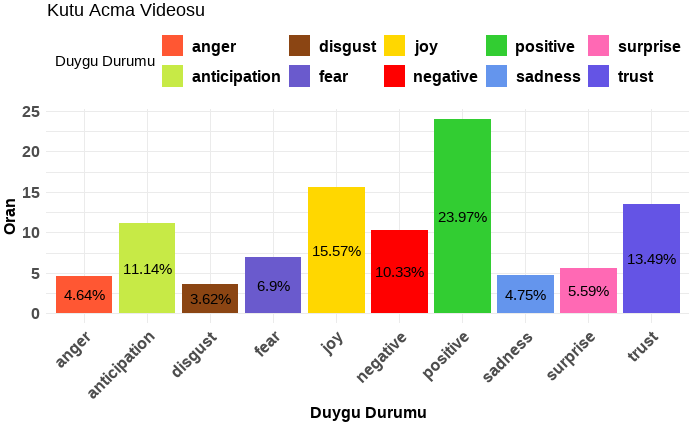 Kutu Acma Videosu
Duygu Durumu
anger disgust joy positive surprise
anticipation fear negative sadness trust
Oran
25
20
15
10
5
0
4.64% 11.14% 3.62% 6.9% 15.57% 10.33% 23.97% 4.75% 5.59% 13.49%
anger anticipation disgust fear joy negative positive sadness surprise trust
Duygu Durumu